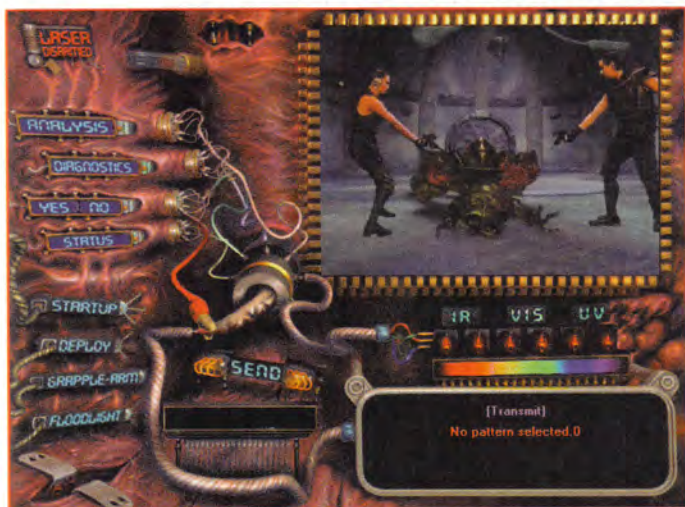 LASER
DISARMED
ANALYSIS
DIAGNOSTICS
YES NO
STATUS
STARTUP
DEPLOY
GRAPPLE-ARM
FLOODLIGHT
SEND
IR VIS UV
[Transmit]
No pattern selected.0